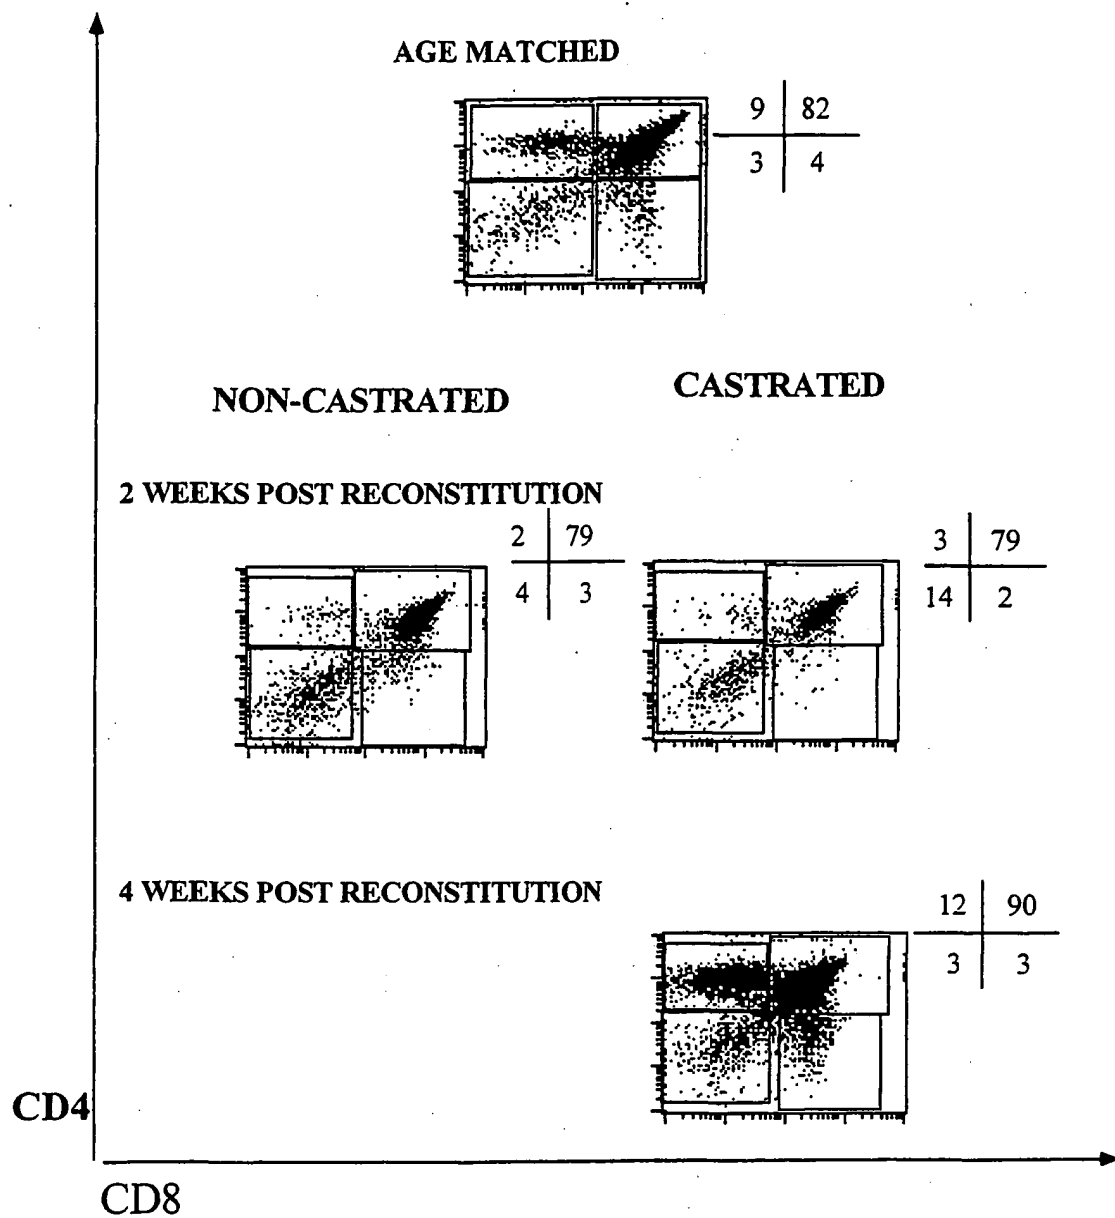 AGE MATCHED
9 82
3 4
NON-CASTRATED
CASTRATED
2 WEEKS POST RECONSTITUTION
2 79
4 3
3 79
14 2
4 WEEKS POST RECONSTITUTION
12 90
3 3
CD4
CD8